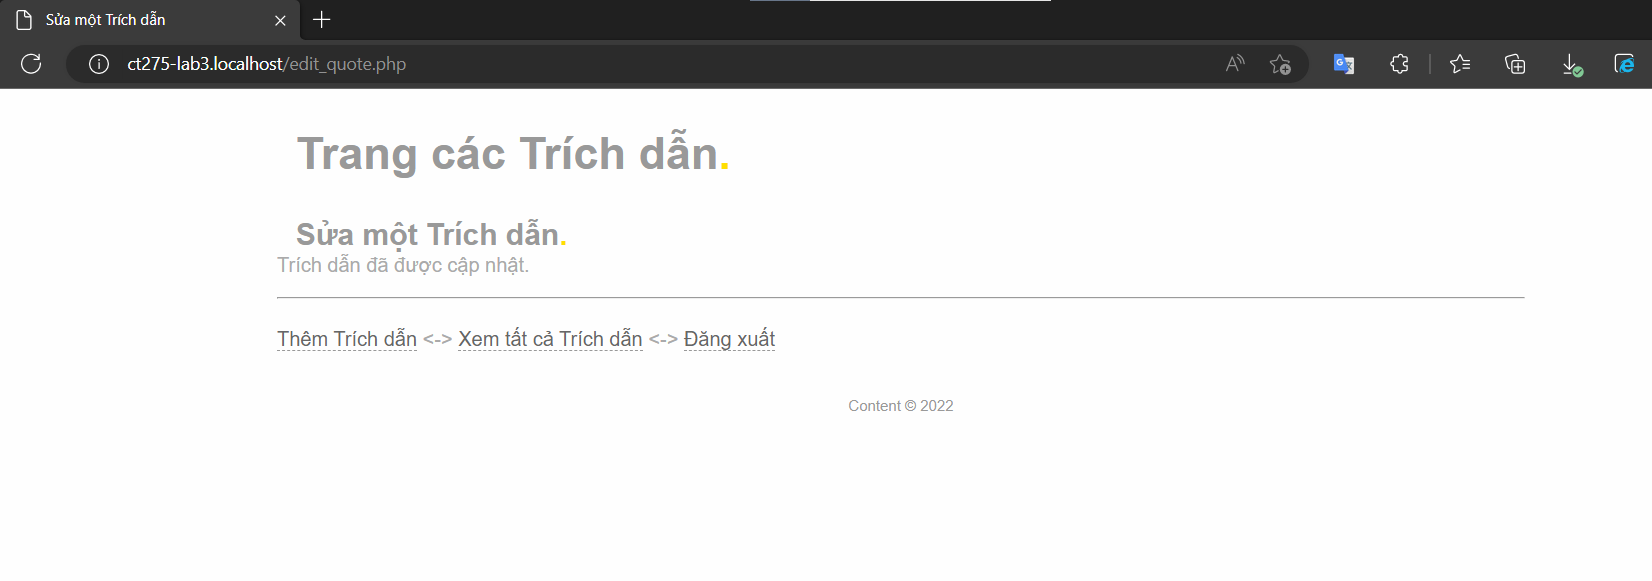 Sửa một Trích dẫn
ct275-lab3.localhost/edit_quote.php
Trang các Trích dẫn.
Sửa một Trích dẫn.
Trích dẫn đã được cập nhật.
Thêm Trích dẫn <-> Xem tất cả Trích dẫn <-> Đăng xuất
Content © 2022